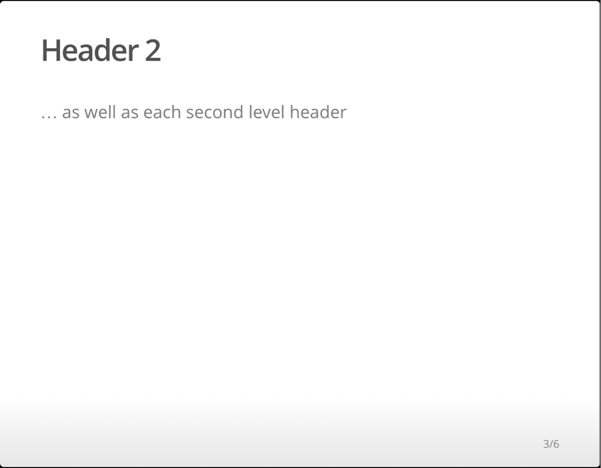 Header 2
… as well as each second level header
3/6